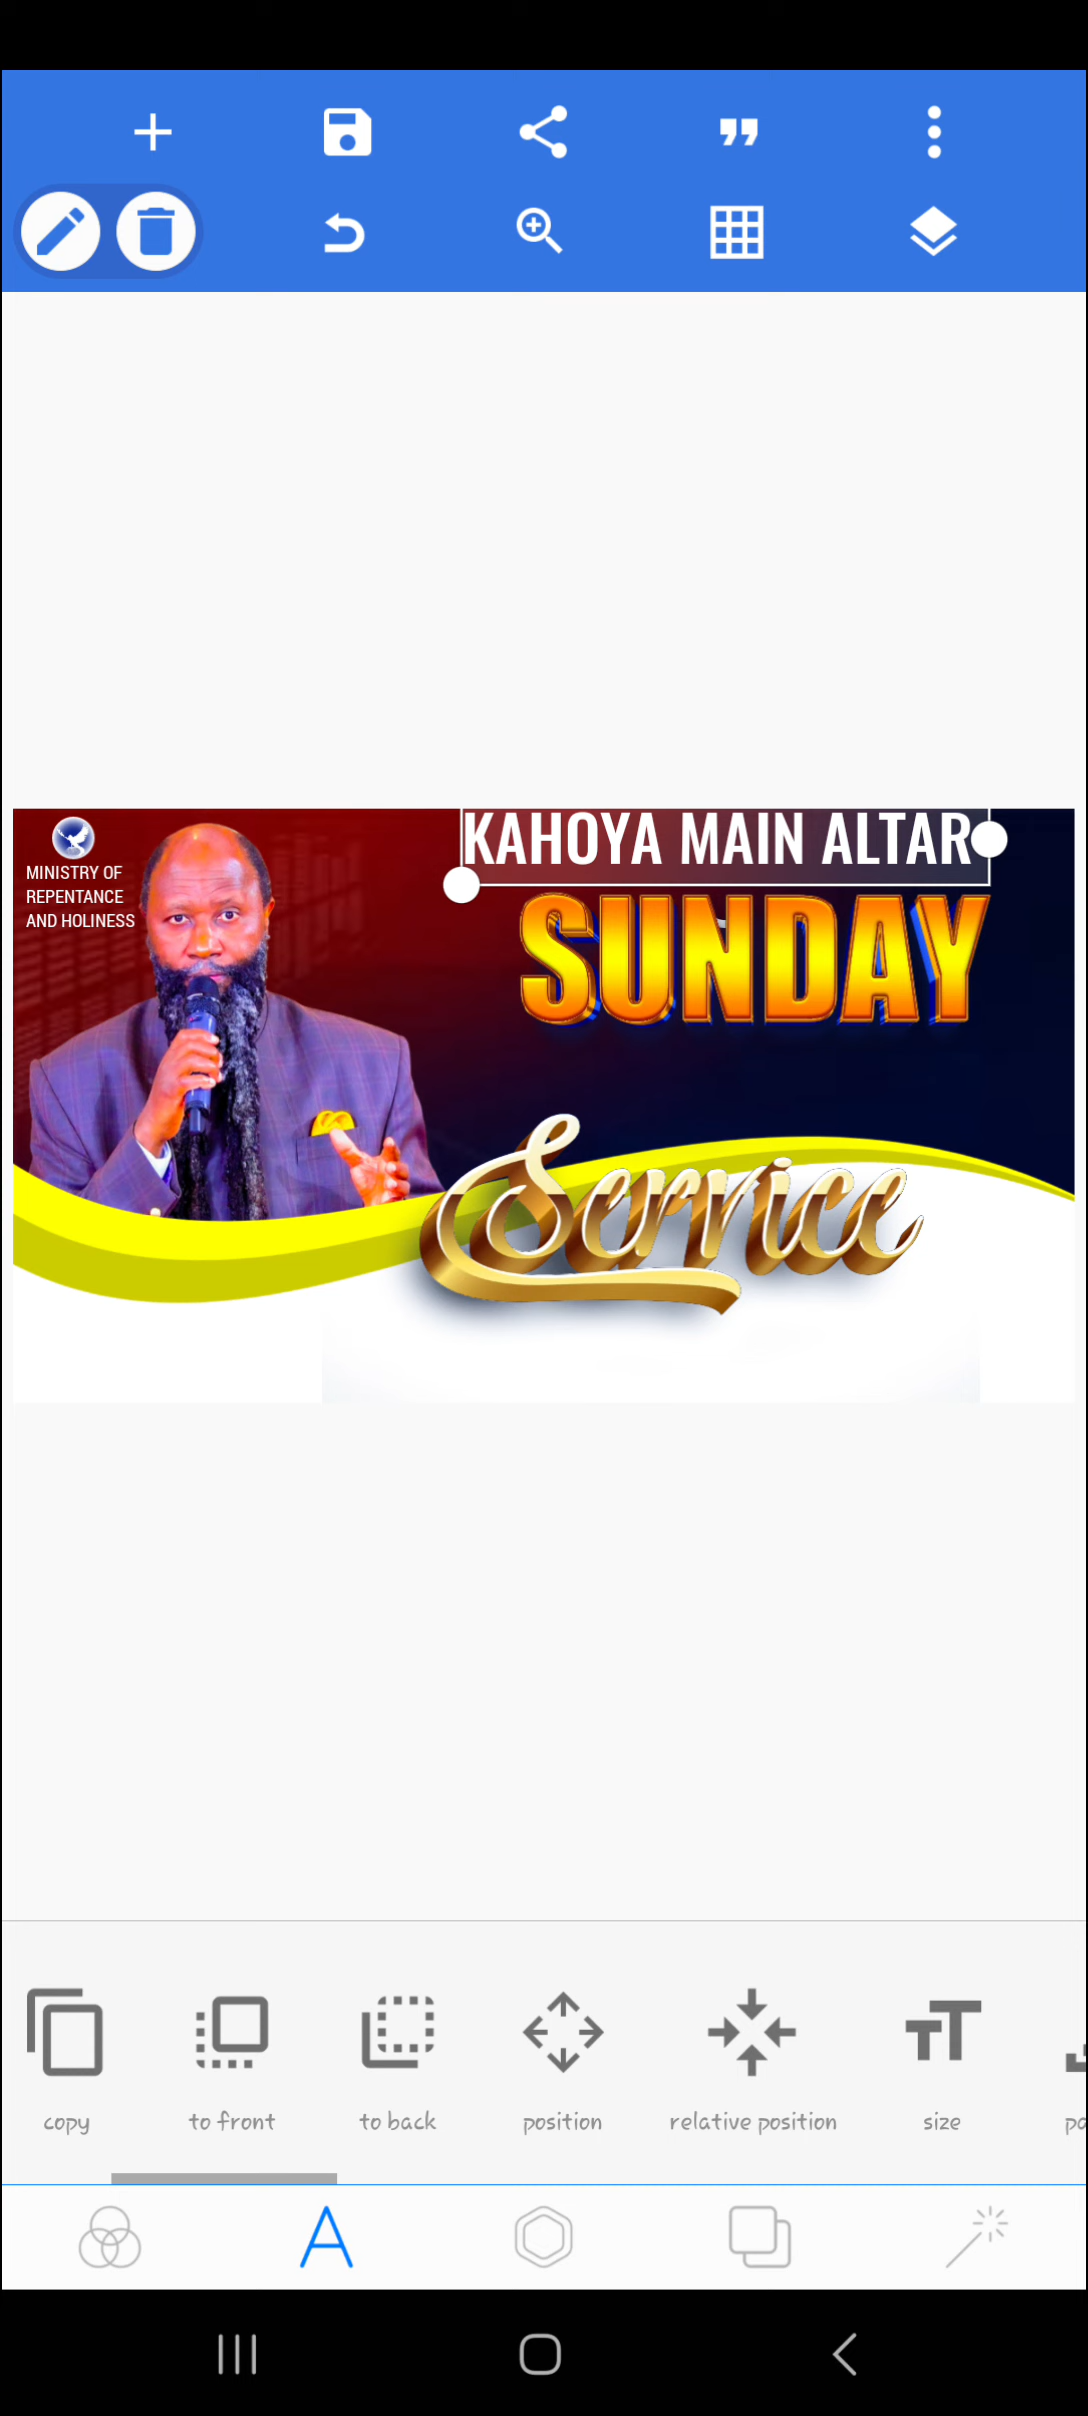 KAHOYA MAIN ALTAR
MINISTRY OF
REPENTANCE
AND HOLINESS
SUNDAY
Service
copy
to front
to back
position
relative position
size